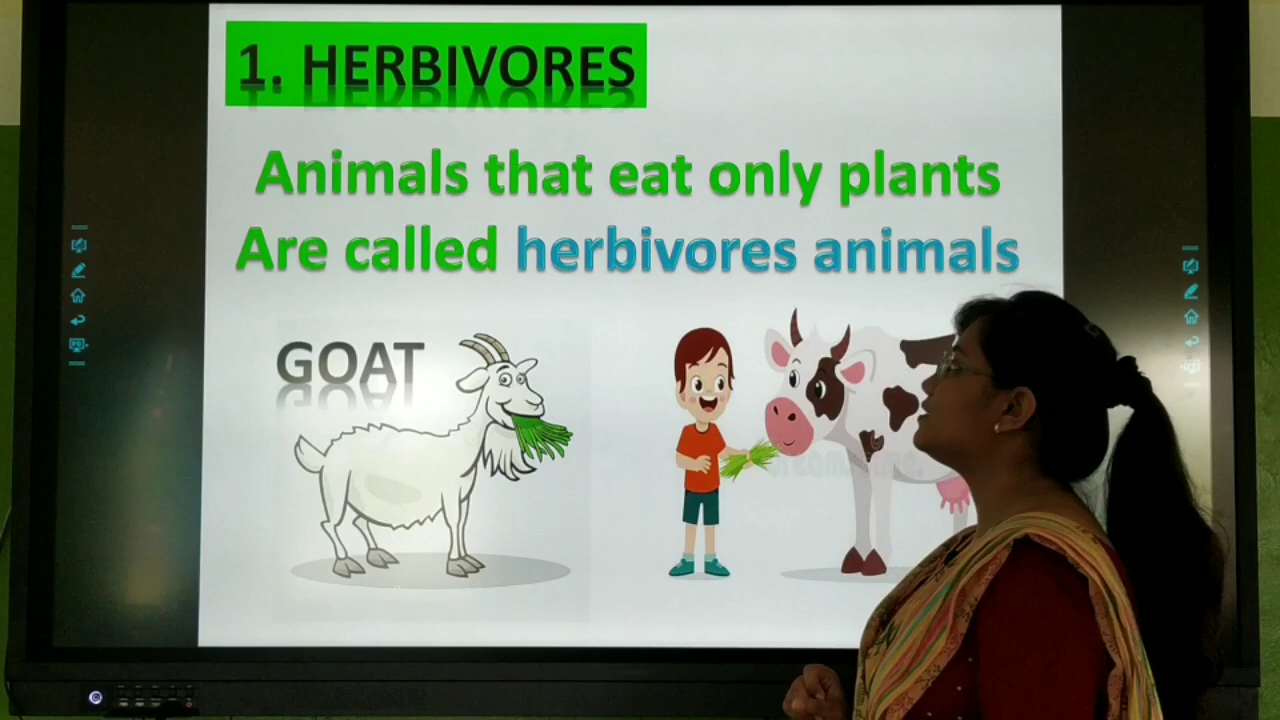 1. HERBIVORES
Animals that eat only plants
Are called herbivores animals
GOAT